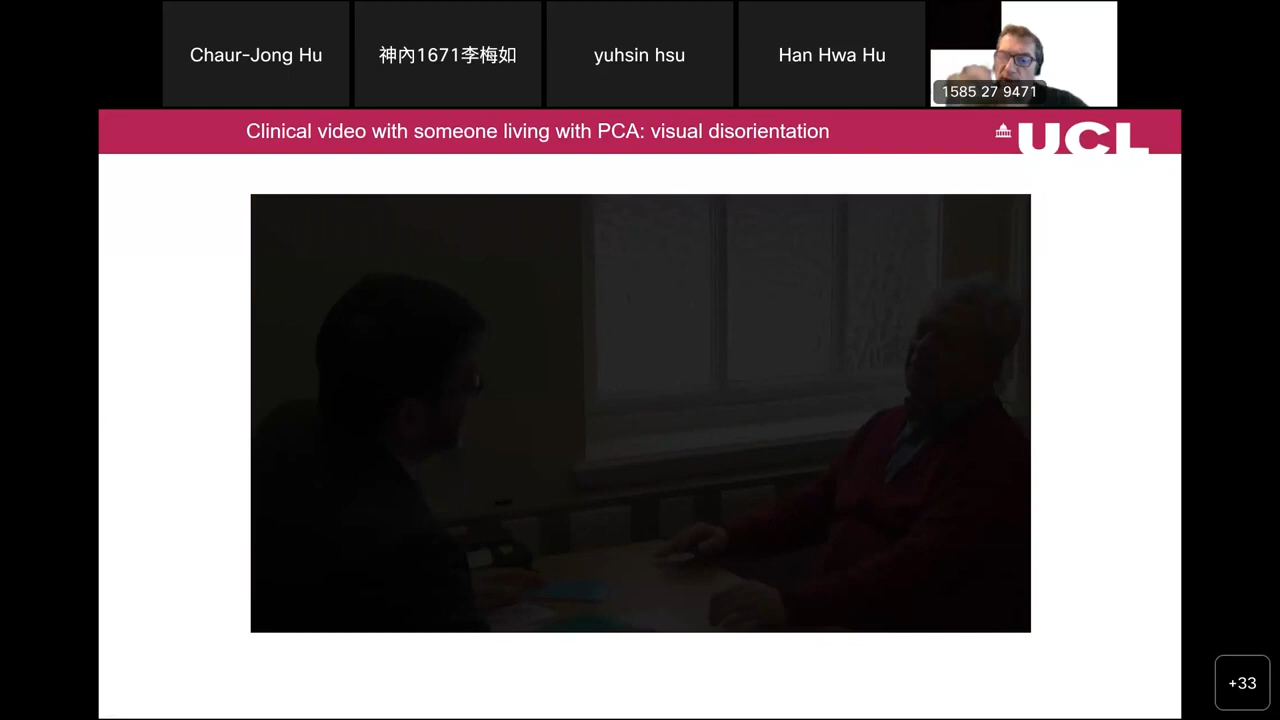 Chaur-Jong Hu
神內1671李梅如
yuhsin hsu
Han Hwa Hu
1585 27 9471
Clinical video with someone living with PCA: visual disorientation
UCL
+33